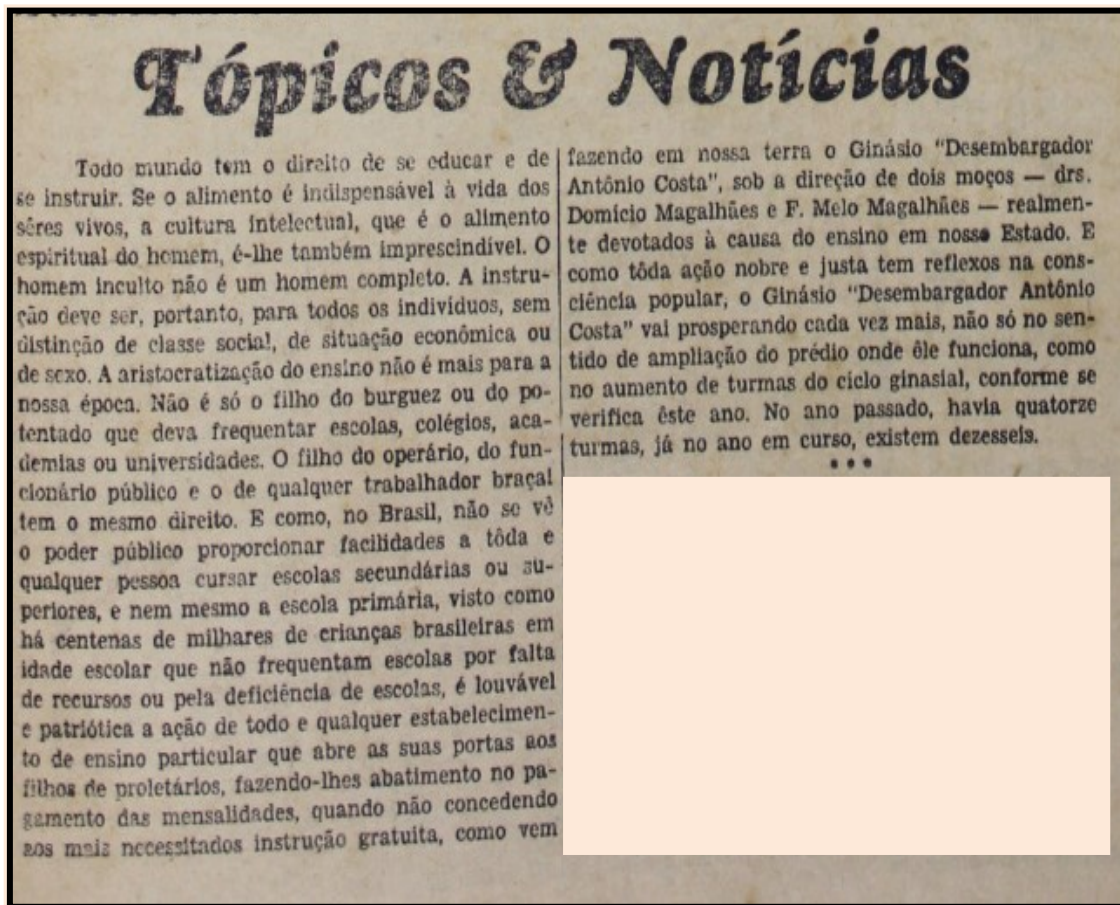 Tópicos & Notícias
Todo mundo tem o direito de se educar e de
se instruir. Se o alimento é indispensável à vida dos
sêres vivos, a cultura intelectual, que é o alimento
espiritual do homem, é-lhe também imprescindível. O
homem inculto não é um homem completo. A instru-
ção deve ser, portanto, para todos os indivíduos, sem
distinção de classe social, de situação econômica ou
de sexo. A aristocratização do ensino não é mais para a
nossa época. Não é só o filho do burguez ou do po-
tentado que deva frequentar escolas, colégios, aca-
demias ou universidades. O filho do operário, do fun-
cionário público e o de qualquer trabalhador braçal
tem o mesmo direito. E como, no Brasil, não se vê
o poder público proporcionar facilidades a tôda e
qualquer pessoa cursar escolas secundárias ou su-
periores, e nem mesmo a escola primária, visto como
há centenas de milhares de crianças brasileiras em
idade escolar que não frequentam escolas por falta
de recursos ou pela deficiência de escolas, é louvável
e patriótica a ação de todo e qualquer estabelecimen-
to de ensino particular que abre as suas portas aos
filhos de proletários, fazendo-lhes abatimento no pa-
gamento das mensalidades, quando não concedendo
aos mais necessitados instrução gratuita, como vem
fazendo em nossa terra o Ginásio "Desembargador
Antônio Costa", sob a direção de dois moços — drs.
Domício Magalhães e F. Melo Magalhães — realmen-
te devotados à causa do ensino em nosso Estado. E
como tôda ação nobre e justa tem reflexos na cons-
ciência popular, o Ginásio "Desembargador Antônio
Costa" vai prosperando cada vez mais, não só no sen-
tido de ampliação do prédio onde êle funciona, como
no aumento de turmas do ciclo ginasial, conforme se
verifica êste ano. No ano passado, havia quatorze
turmas, já no ano em curso, existem dezesseis.
•••